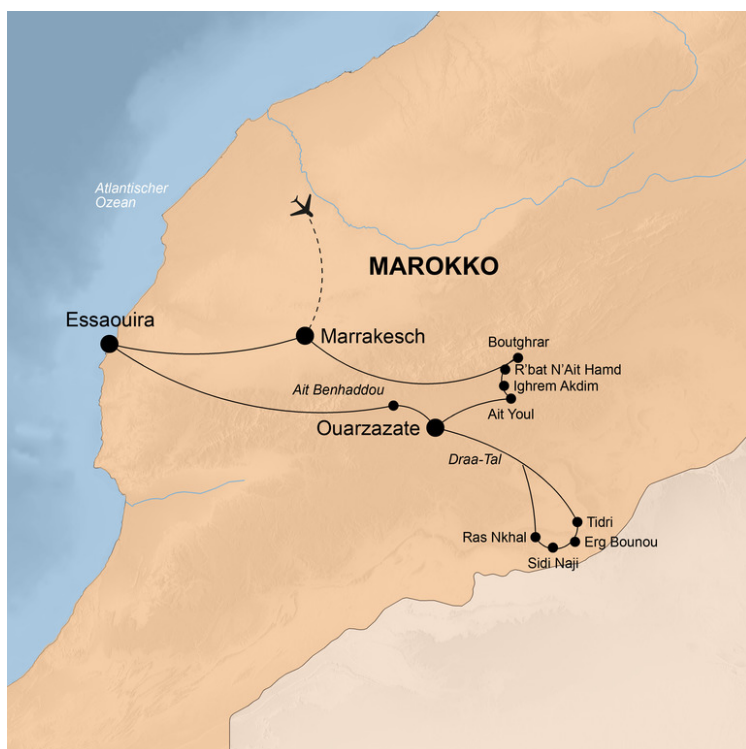 Atlantischer
Ozean
MAROKKO
Essaouira
Marrakesch
Boutghrar
R'bat N'Ait Hamd
Ighrem Akdim
Ait Benhaddou
Ait Youl
Ouarzazate
Draa-Tal
Tidri
Ras Nkhal
Erg Bounou
Sidi Naji